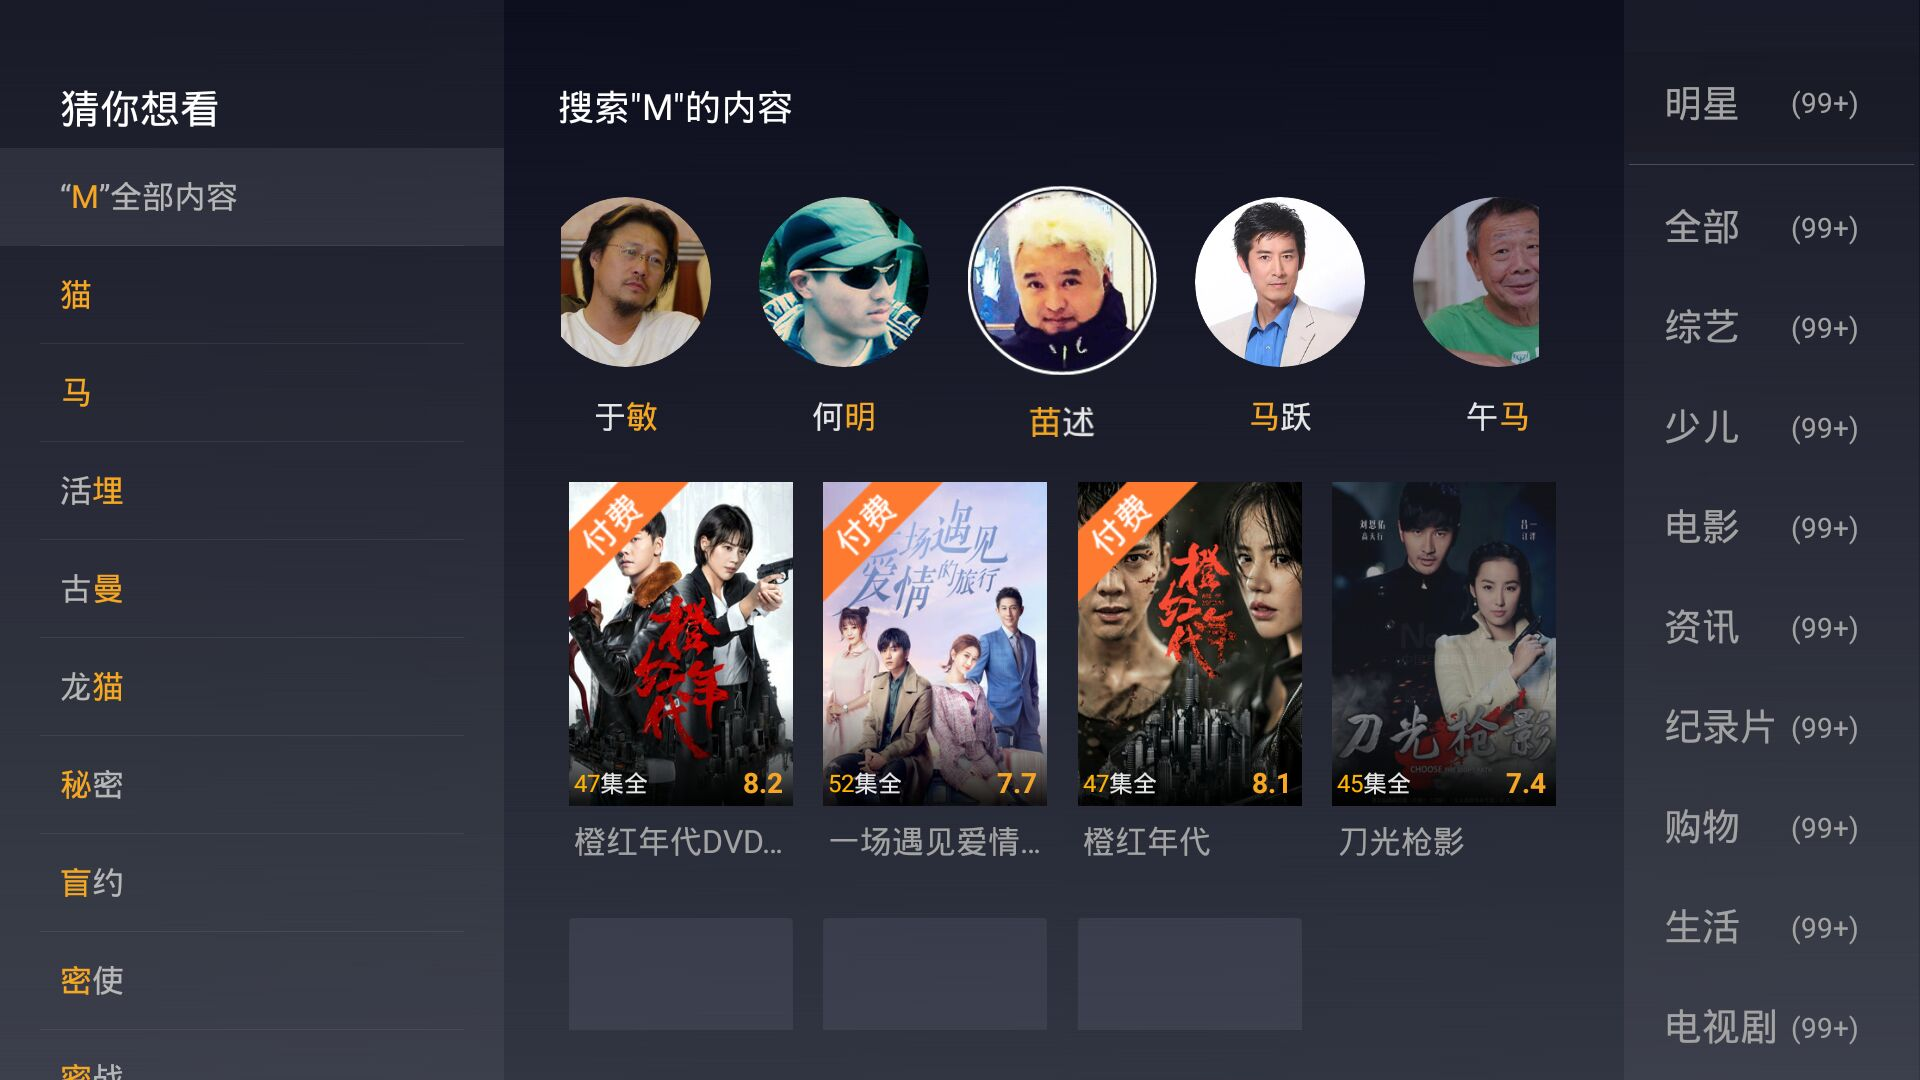 猜你想看
“M”全部内容
猫
马
活埋
古曼
龙猫
秘密
盲约
密使
密战
搜索"M"的内容
于敏
何明
苗述
马跃
午马
付费
橙红年代
47集全
8.2
橙红年代DVD...
付费
一场遇见爱情的旅行
52集全
7.7
一场遇见爱情...
付费
橙红年代
47集全
8.1
橙红年代
刀光枪影
45集全
7.4
刀光枪影
明星 (99+)
全部 (99+)
综艺 (99+)
少儿 (99+)
电影 (99+)
资讯 (99+)
纪录片 (99+)
购物 (99+)
生活 (99+)
电视剧 (99+)